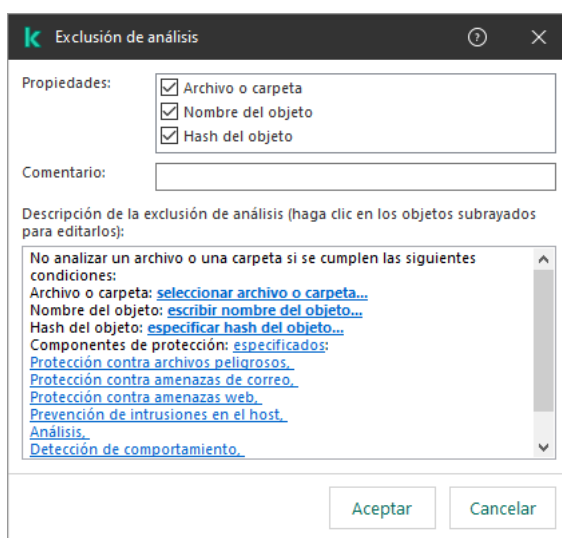 Exclusión de análisis
Propiedades:
Archivo o carpeta
Nombre del objeto
Hash del objeto
Comentario:
Descripción de la exclusión de análisis (haga clic en los objetos subrayados
para editarlos):
No analizar un archivo o una carpeta si se cumplen las siguientes
condiciones:
Archivo o carpeta: seleccionar archivo o carpeta...
Nombre del objeto: escribir nombre del objeto...
Hash del objeto: especificar hash del objeto...
Componentes de protección: especificados:
Protección contra archivos peligrosos,
Protección contra amenazas de correo,
Protección contra amenazas web,
Prevención de intrusiones en el host,
Análisis,
Detección de comportamiento,
Aceptar Cancelar